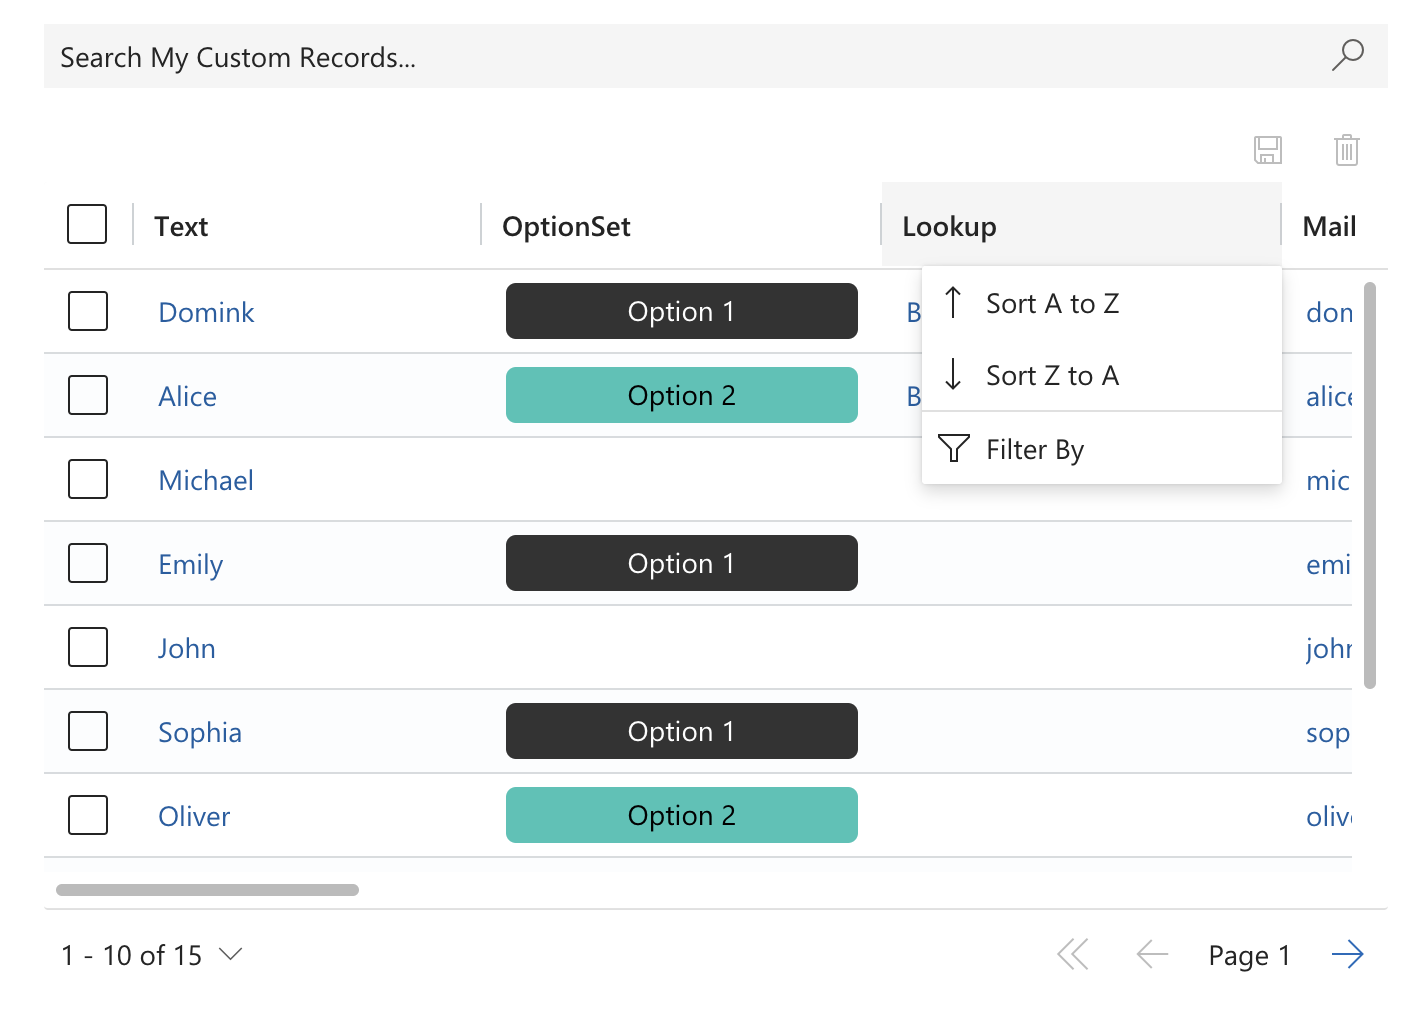 Search My Custom Records...
Text OptionSet Lookup Mail
Domink Option 1 B don
Sort A to Z
Alice Option 2 B alice
Sort Z to A
Filter By
Michael mic
Emily Option 1 emi
John john
Sophia Option 1 sop
Oliver Option 2 olive
1 - 10 of 15 Page 1